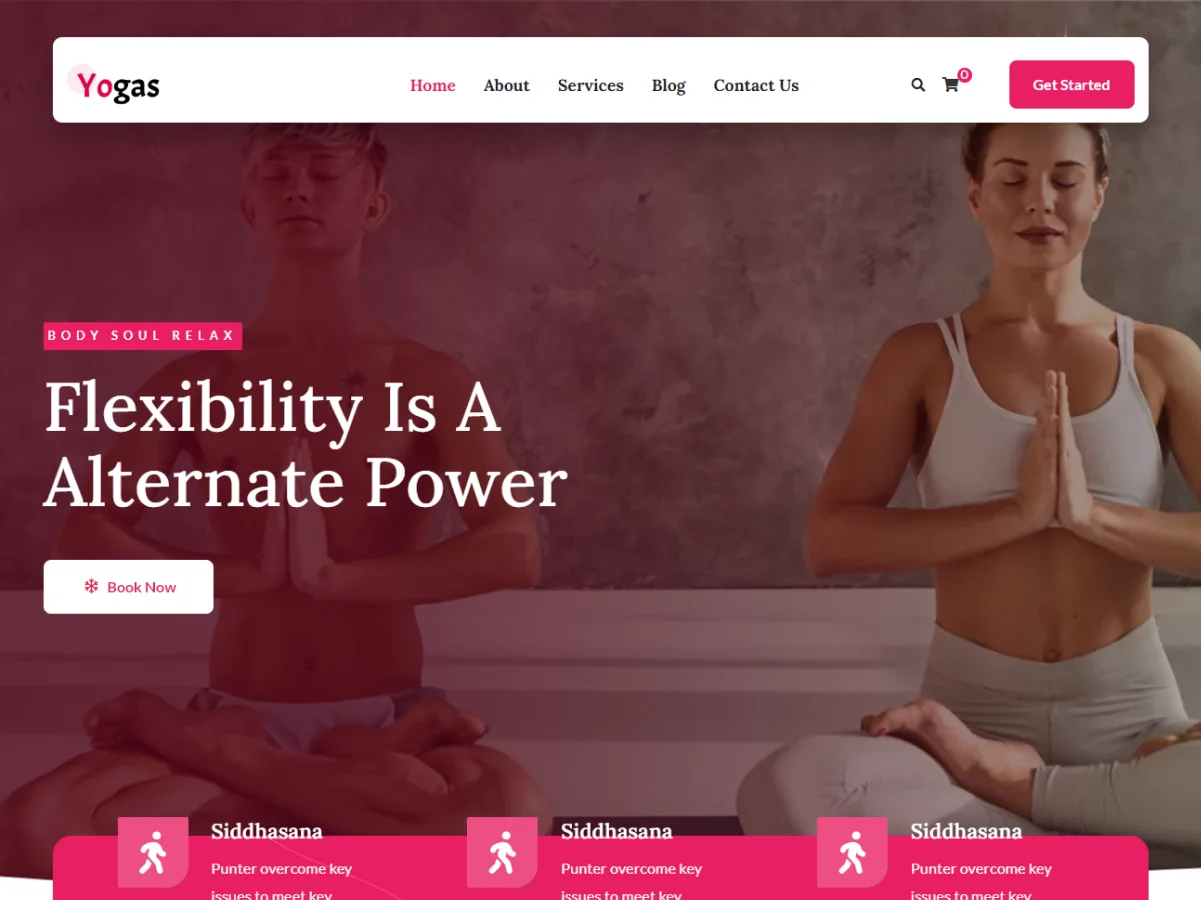 Yogas
Home About Services Blog Contact Us
0
Get Started
BODY SOUL RELAX
Flexibility Is A
Alternate Power
Book Now
Siddhasana
Punter overcome key
issues to meet key
Siddhasana
Punter overcome key
issues to meet key
Siddhasana
Punter overcome key
issues to meet key